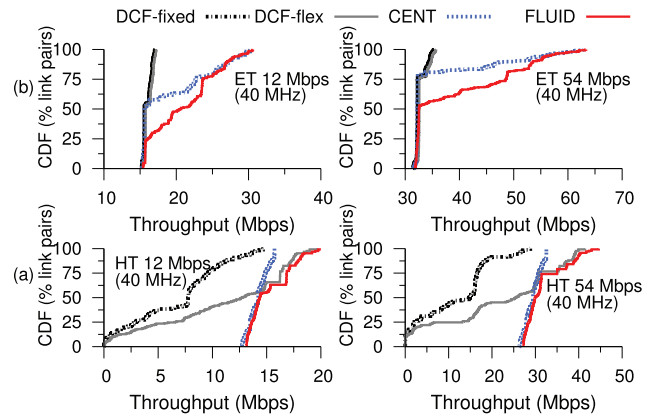 DCF-fixed DCF-flex CENT FLUID
(b)
CDF (% link pairs)
100
75
50
25
0
ET 12 Mbps
(40 MHz)
10 20 30 40
Throughput (Mbps)
CDF (% link pairs)
100
75
50
25
0
ET 54 Mbps
(40 MHz)
30 40 50 60 70
Throughput (Mbps)
(a)
CDF (% link pairs)
100
75
50
25
0
HT 12 Mbps
(40 MHz)
0 5 10 15 20
Throughput (Mbps)
CDF (% link pairs)
100
75
50
25
0
HT 54 Mbps
(40 MHz)
0 10 20 30 40 50
Throughput (Mbps)